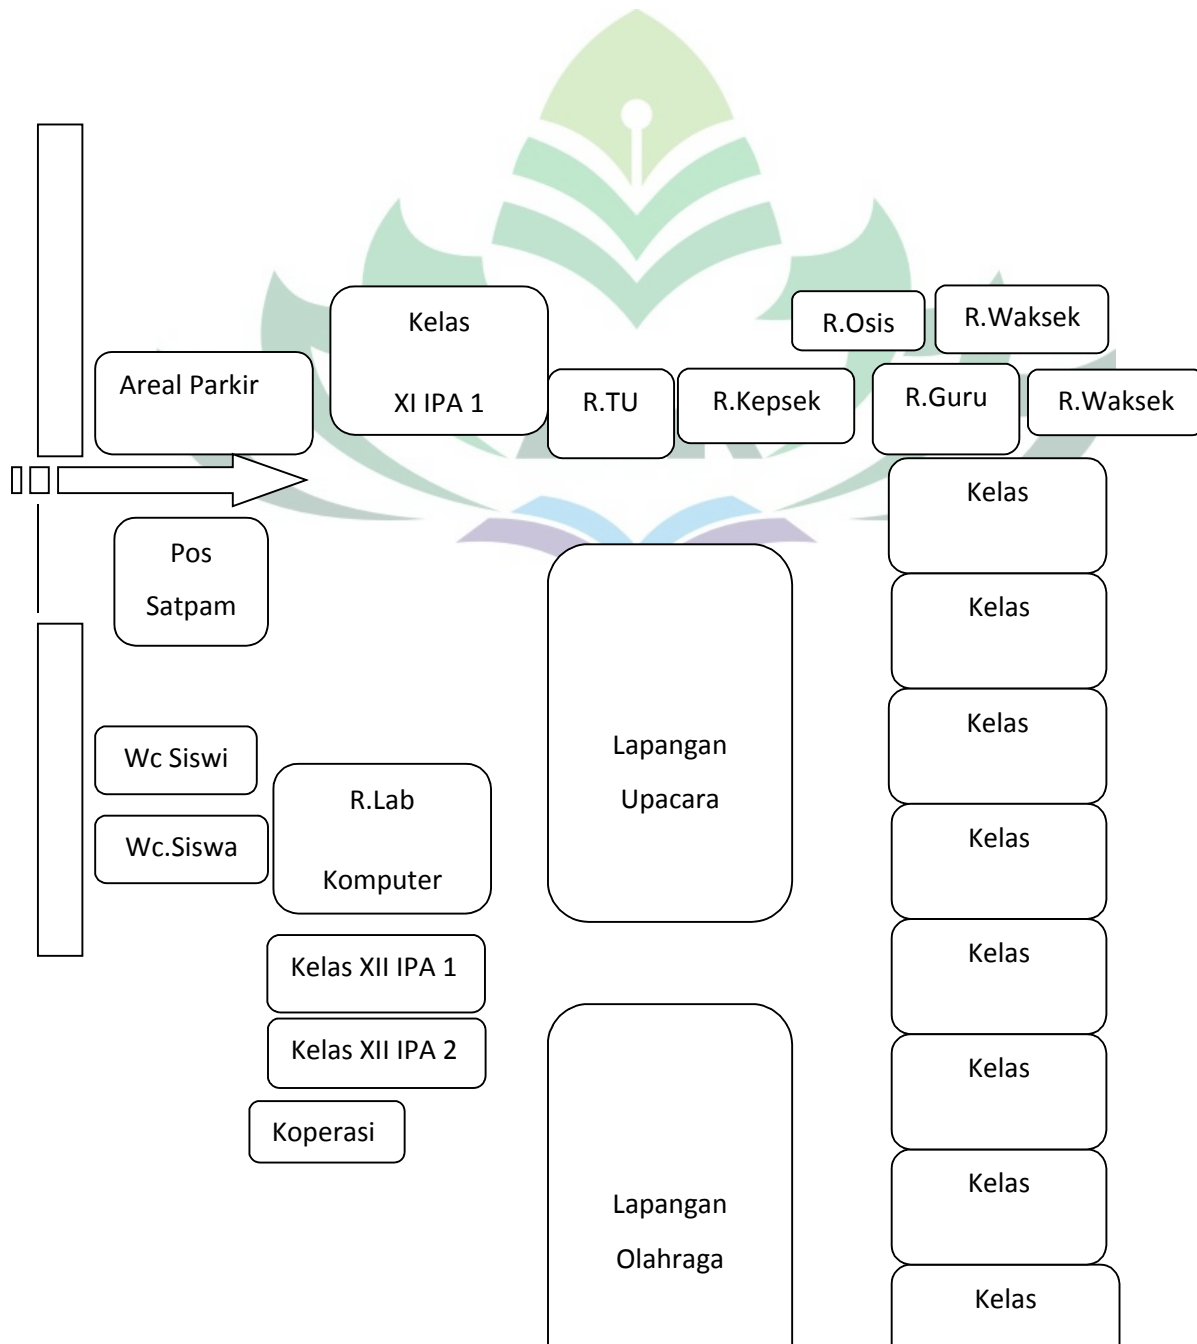 R.Osis
R.Waksek
Kelas
XI IPA 1
Areal Parkir
R.TU
R.Kepsek
R.Guru
R.Waksek
Kelas
Pos
Satpam
Kelas
Kelas
Wc Siswi
Lapangan
Upacara
R.Lab
Komputer
Wc.Siswa
Kelas
Kelas
Kelas XII IPA 1
Kelas XII IPA 2
Kelas
Koperasi
Kelas
Lapangan
Olahraga
Kelas